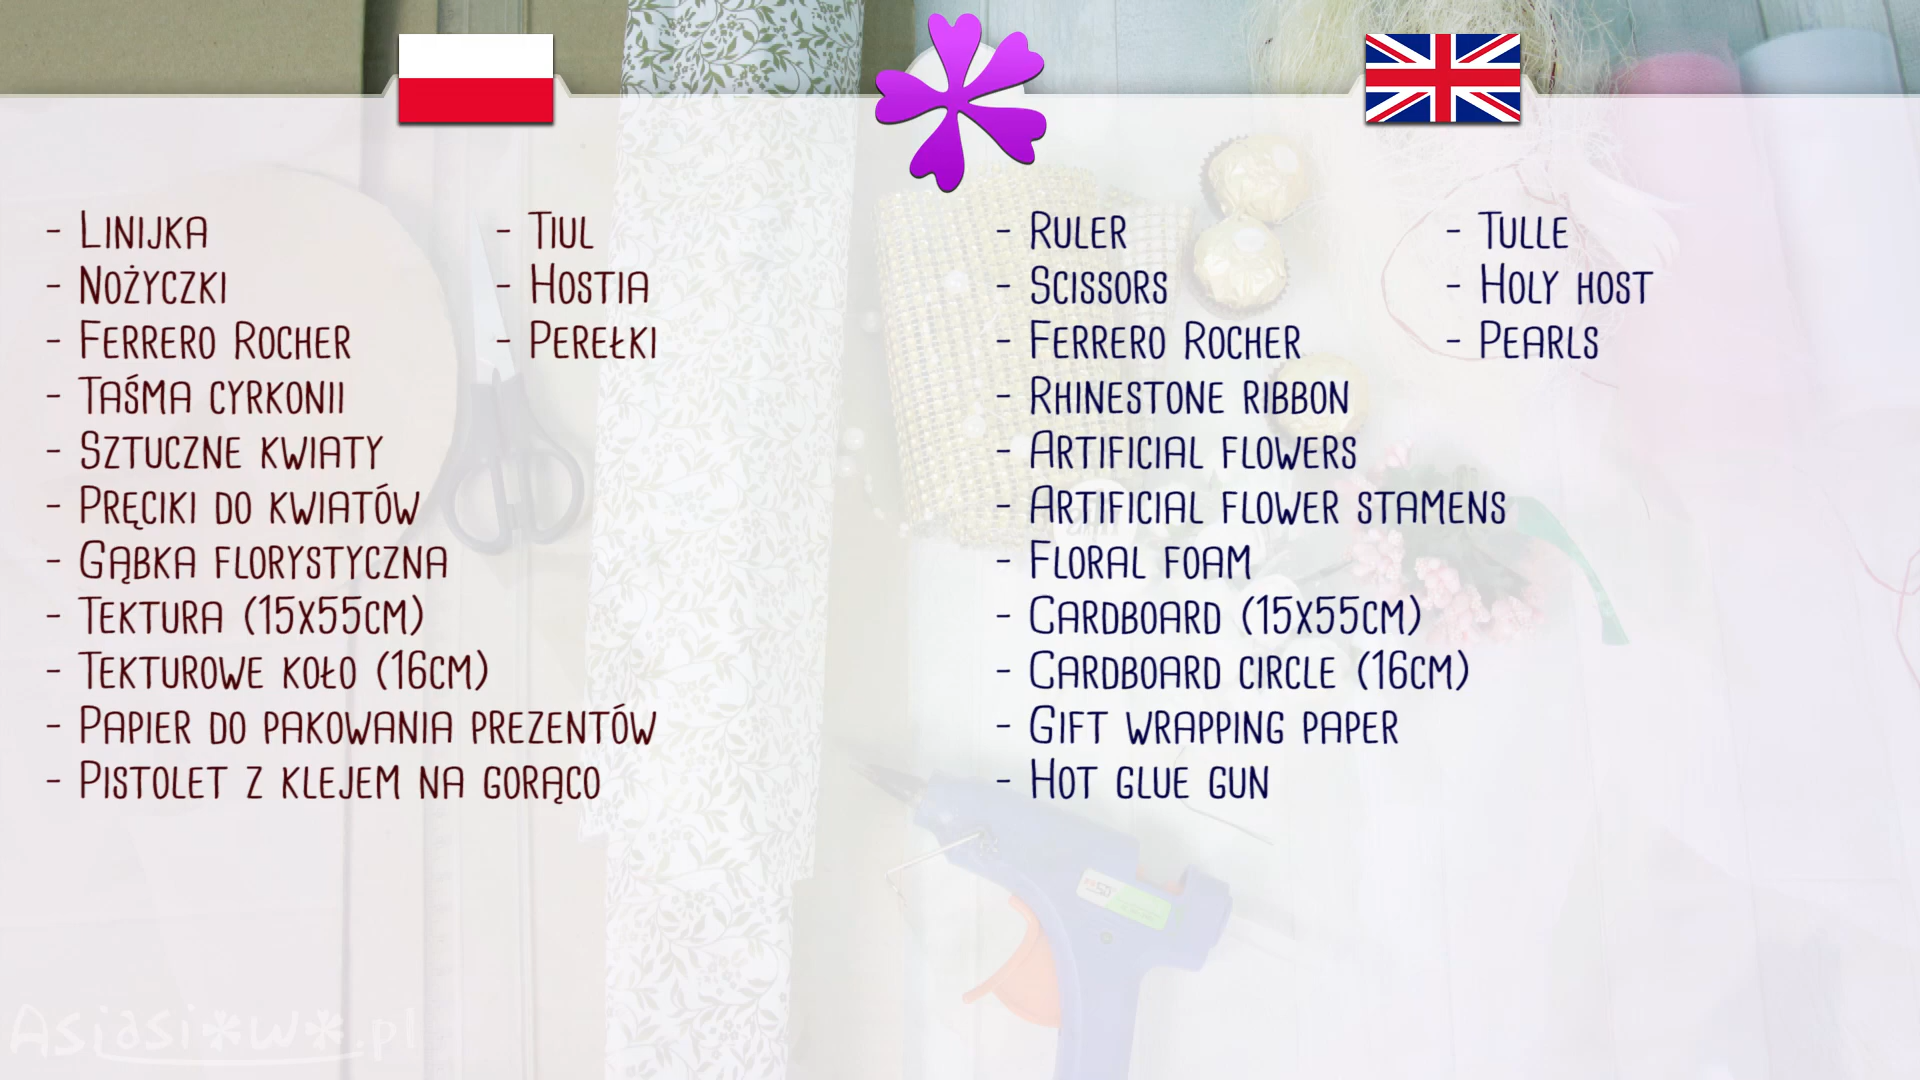 - Linijka
- Nożyczki
- Ferrero Rocher
- Taśma cyrkonii
- Sztuczne kwiaty
- Pręciki do kwiatów
- Gąbka florystyczna
- Tektura (15x55cm)
- Tekturowe koło (16cm)
- Papier do pakowania prezentów
- Pistolet z klejem na gorąco
- Tiul
- Hostia
- Perełki
- Ruler
- Scissors
- Ferrero Rocher
- Rhinestone ribbon
- Artificial flowers
- Artificial flower stamens
- Floral foam
- Cardboard (15x55cm)
- Cardboard circle (16cm)
- Gift wrapping paper
- Hot glue gun
- Tulle
- Holy host
- Pearls
Asiasiowo.pl